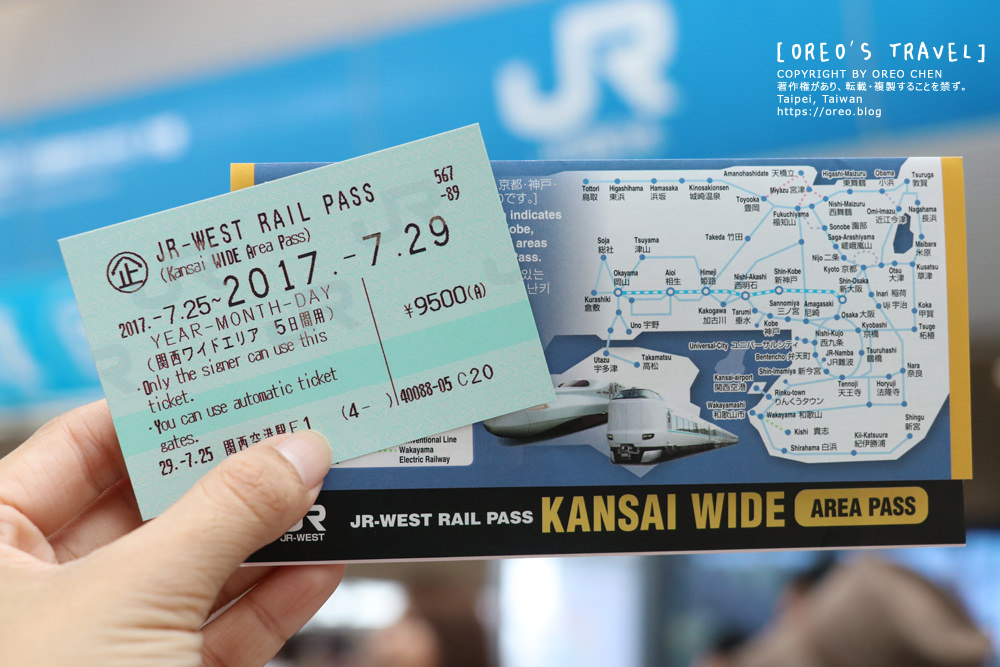 [OREO'S TRAVEL]
COPYRIGHT BY OREO CHEN
著作権があり、転載・複製することを禁ず。
Taipei, Taiwan
https://oreo.blog
JR
567
-89
企
JR-WEST RAIL PASS
(Kansai WIDE Area Pass)
2017.-7.25~2017.-7.29
YEAR-MONTH-DAY
(関西ワイドエリア 5日間用)
¥9500(A)
・Only the signer can use this
ticket.
・You can use automatic ticket
gates.
29.-7.25 関西空港駅F1 (4- ) 40088-05 C20
京都・神戸・
です。]
indicates
obe,
areas
pass.
Tottori
鳥取
Higashihama
東浜
Hamasaka
浜坂
Kinosakionsen
城崎温泉
Amanohashidate 天橋立
Toyooka
豊岡
Miyazu 宮津
Higashi-Maizuru
東舞鶴
Obama
小浜
Tsuruga
敦賀
Nishi-Maizuru
西舞鶴
Fukuchiyama
福知山
Omi-Imazu
近江今津
Nagahama
長浜
Takeda 竹田
Sonobe 園部
Saga-Arashiyama
嵯峨嵐山
Maibara
米原
Nijo 二条
Kyoto 京都
Otsu
大津
Kusatsu
草津
Soja
総社
Tsuyama
津山
Okayama
岡山
Aioi
相生
Himeji
姫路
Nishi-Akashi
西明石
Shin-Kobe
新神戸
Shin-Osaka
新大阪
Inari 稲荷
Uji 宇治
Koka
甲賀
Kurashiki
倉敷
Kakogawa
加古川
Tarumi
垂水
Sannomiya
三ノ宮
Amagasaki
尼崎
Osaka 大阪
Kobe
神戸
Uno 宇野
Nishi-Kujo
西九条
Kyobashi
京橋
Tsuge
柘植
Universal-City ユニバーサルシティ
Bentencho 弁天町
JR-Namba
JR難波
Tsuruhashi
鶴橋
Utazu
宇多津
Takamatsu
高松
Shin-imamiya 新今宮
Nara
奈良
Kansai-airport
関西空港
Tennoji
天王寺
Horyuji
法隆寺
Rinku-town
りんくうタウン
Wakayamashi
和歌山市
Wakayama 和歌山
Kishi 貴志
Kii-Katsuura
紀伊勝浦
Shingu
新宮
Shirahama 白浜
Conventional Line
Wakayama
Electric Railway
JR
JR-WEST
JR-WEST RAIL PASS KANSAI WIDE AREA PASS